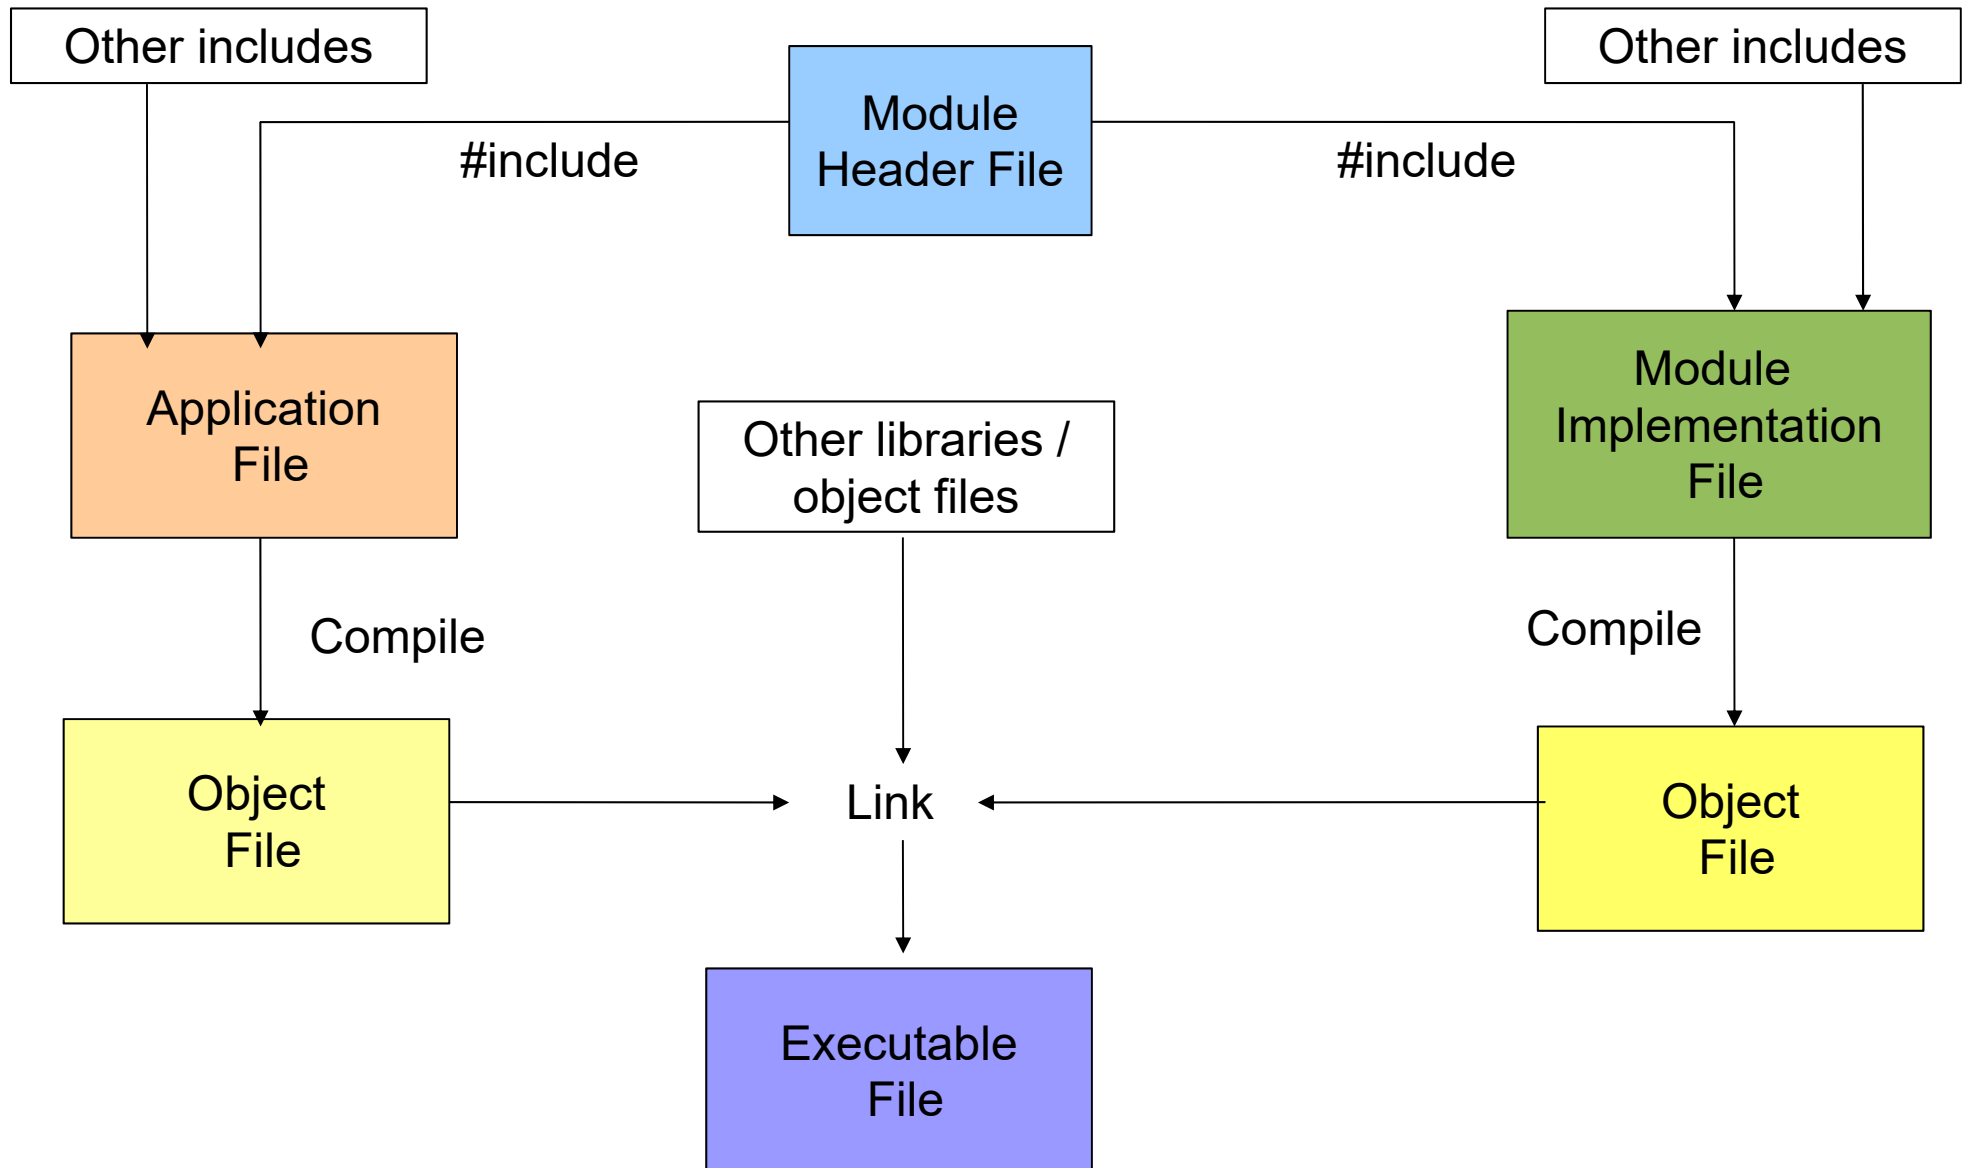 Other includes
Other includes
Module
Header File
#include
#include
Application
File
Other libraries /
object files
Module
Implementation
File
Compile
Compile
Object
File
Link
Object
File
Executable
File